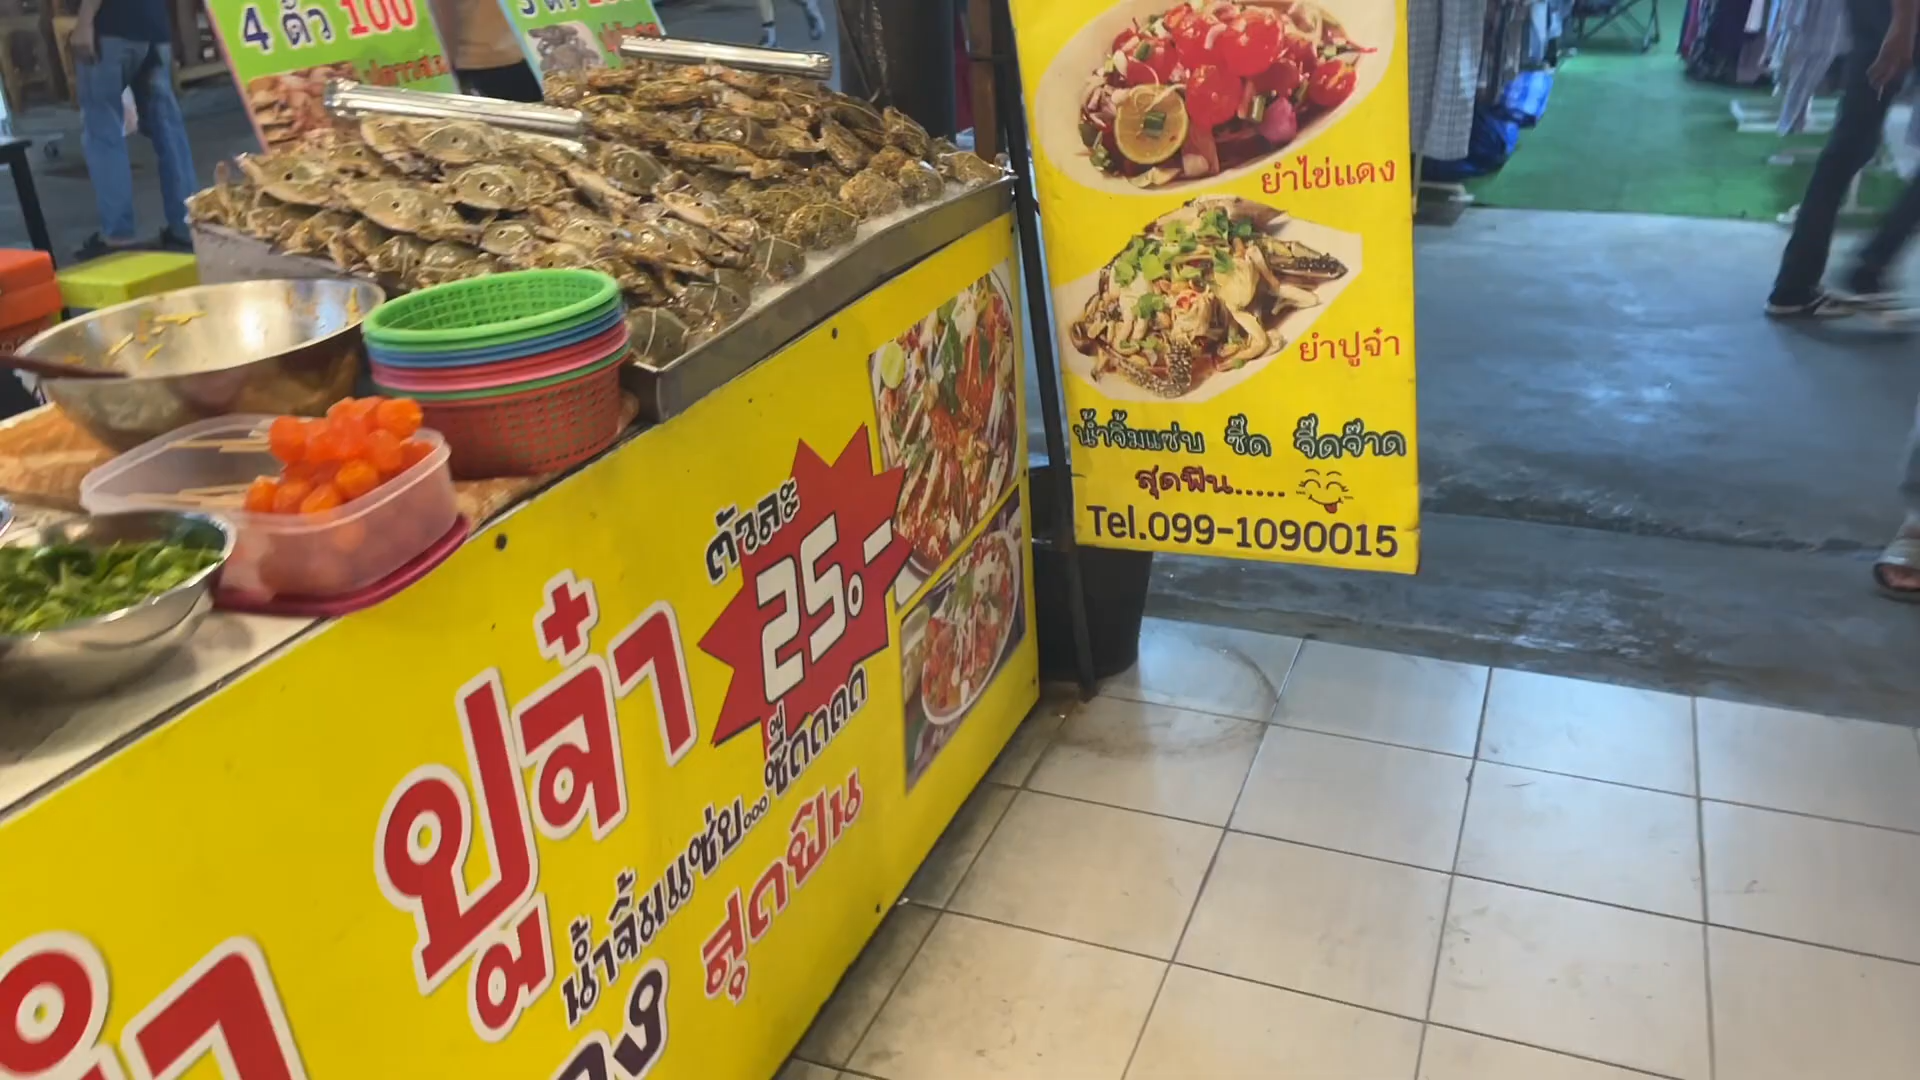 4 ตัว 100
ยำไข่แดง
ยำปูจ๋า
น้ำจิ้มแซ่บ ซี๊ด จี๊ดจ๊าด
สุดฟิน.....
Tel.099-1090015
ตัวละ
25.-
ปูจ๋า
น้ำจิ้มแซ่บ...ซี๊ดดดด
สุดฟิน